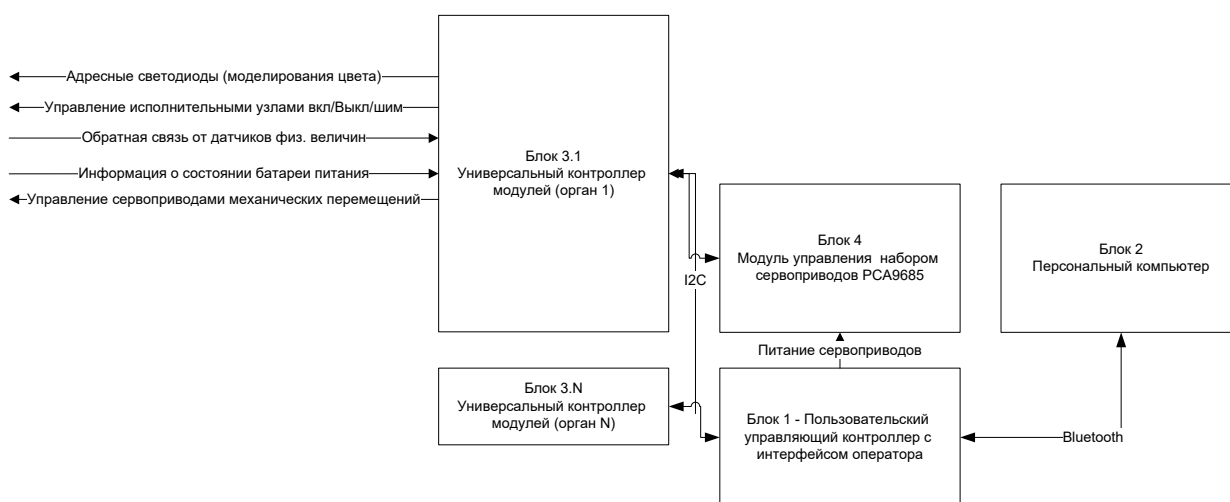 Адресные светодиоды (моделирования цвета)
Управление исполнительными узлами вкл/Выкл/шим
Обратная связь от датчиков физ. величин
Информация о состоянии батареи питания
Управление сервоприводами механических перемещений
Блок 3.1
Универсальный контроллер
модулей (орган 1)
I2C
Блок 4
Модуль управления набором
сервоприводов PCA9685
Блок 2
Персональный компьютер
Питание сервоприводов
Блок 3.N
Универсальный контроллер
модулей (орган N)
Блок 1 - Пользовательский
управляющий контроллер с
интерфейсом оператора
Bluetooth